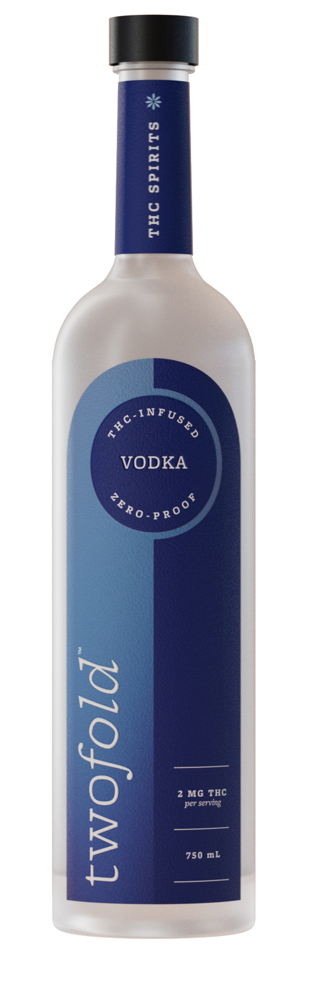 THC SPIRITS
THC-INFUSED
VODKA
ZERO-PROOF
twofold™
2 MG THC
per serving
750 mL